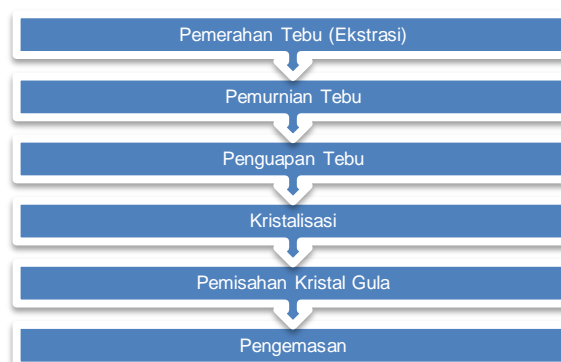 Pemerahan Tebu (Ekstrasi)
Pemurnian Tebu
Penguapan Tebu
Kristalisasi
Pemisahan Kristal Gula
Pengemasan